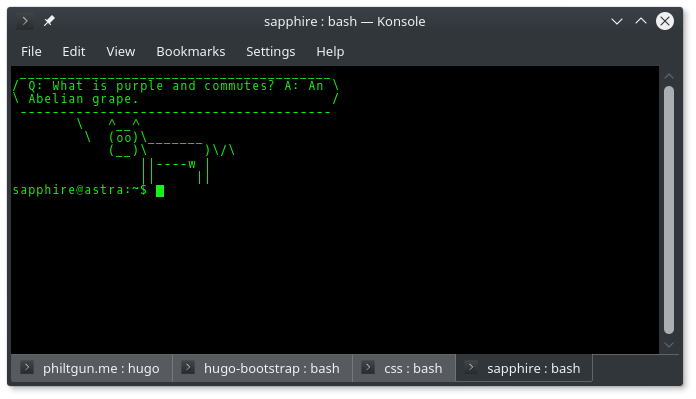 sapphire : bash — Konsole
File Edit View Bookmarks Settings Help
 _______________________________________
/ Q: What is purple and commutes? A: An \
\ Abelian grape.                        /
 ---------------------------------------
        \   ^__^
         \  (oo)\_______
            (__)\       )\/\
                ||----w |
                ||     ||
sapphire@astra:~$
philtgun.me : hugo hugo-bootstrap : bash css : bash sapphire : bash